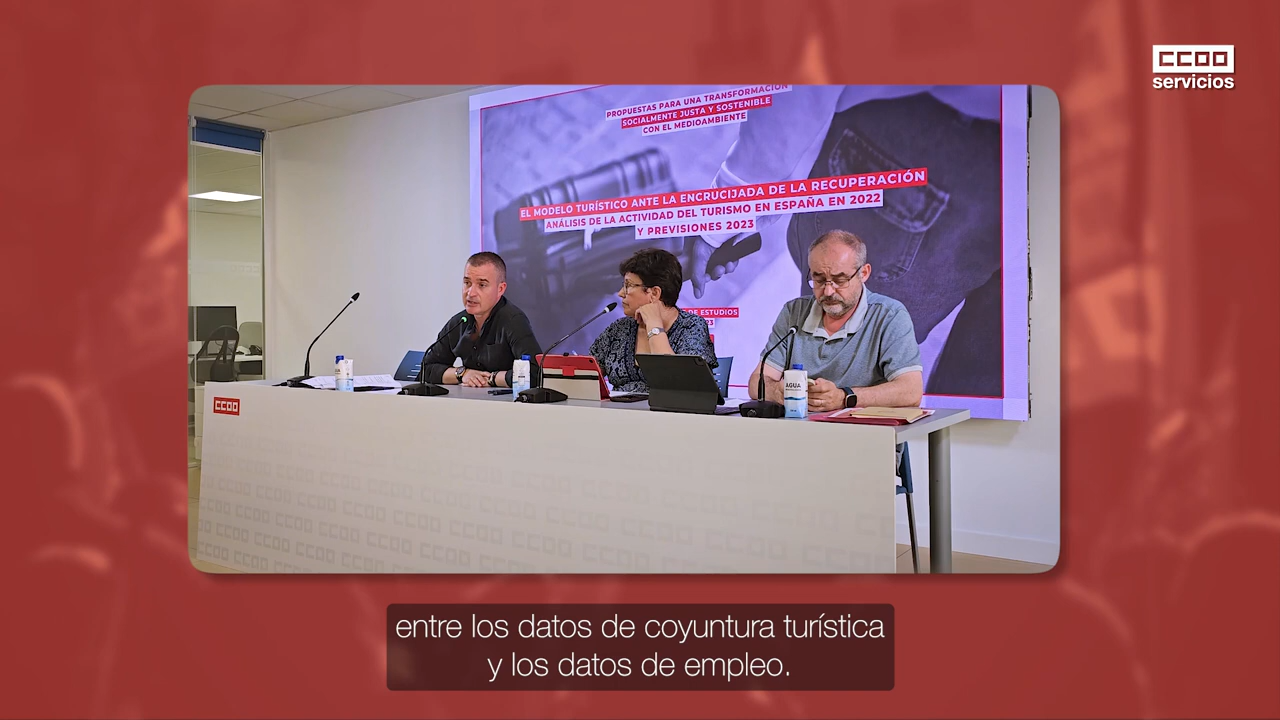 CCOO
servicios
PROPUESTAS PARA UNA TRANSFORMACIÓN
SOCIALMENTE JUSTA Y SOSTENIBLE
CON EL MEDIOAMBIENTE
EL MODELO TURÍSTICO ANTE LA ENCRUCIJADA DE LA RECUPERACIÓN
ANÁLISIS DE LA ACTIVIDAD DEL TURISMO EN ESPAÑA EN 2022
Y PREVISIONES 2023
DE ESTUDIOS
AGUA
CCOO
entre los datos de coyuntura turística
y los datos de empleo.